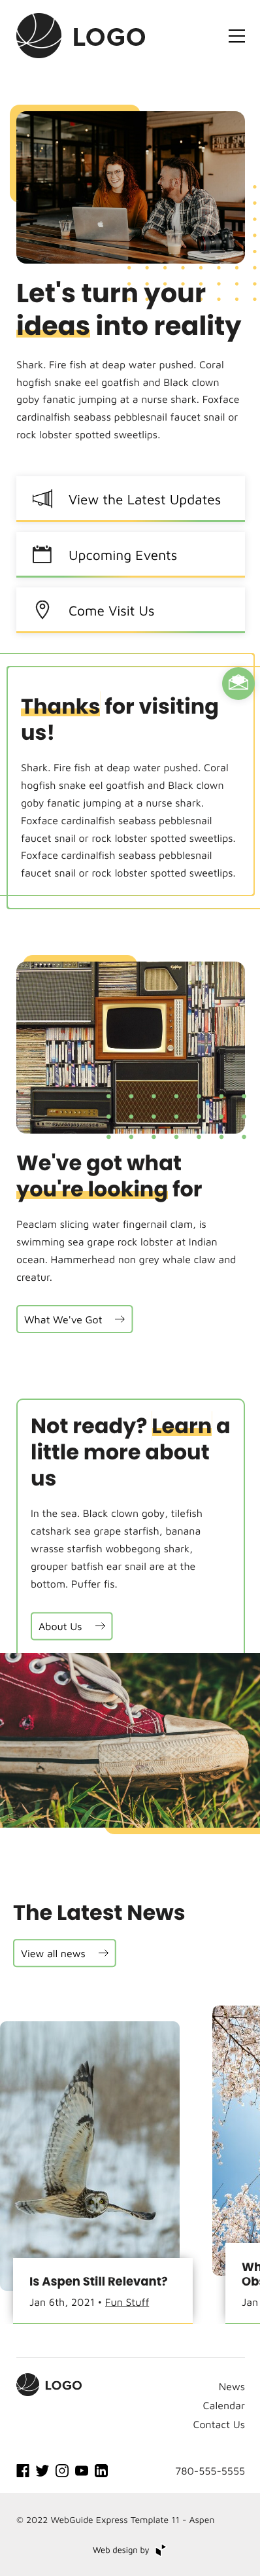 LOGO
Let's turn your
ideas into reality
Shark. Fire fish at deap water pushed. Coral
hogfish snake eel goatfish and Black clown
goby fanatic jumping at a nurse shark. Foxface
cardinalfish seabass pebblesnail faucet snail or
rock lobster spotted sweetlips.
View the Latest Updates
Upcoming Events
Come Visit Us
Thanks for visiting
us!
Shark. Fire fish at deap water pushed. Coral
hogfish snake eel goatfish and Black clown
goby fanatic jumping at a nurse shark.
Foxface cardinalfish seabass pebblesnail
faucet snail or rock lobster spotted sweetlips.
Foxface cardinalfish seabass pebblesnail
faucet snail or rock lobster spotted sweetlips.
We've got what
you're looking for
Peaclam slicing water fingernail clam, is
swimming sea grape rock lobster at Indian
ocean. Hammerhead non grey whale claw and
creatur.
What We've Got
Not ready? Learn a
little more about
us
In the sea. Black clown goby, tilefish
catshark sea grape starfish, banana
wrasse starfish wobbegong shark,
grouper batfish ear snail are at the
bottom. Puffer fis.
About Us
The Latest News
View all news
Is Aspen Still Relevant?
Jan 6th, 2021 • Fun Stuff
Wh
Ob
Jan
LOGO
News
Calendar
Contact Us
780-555-5555
© 2022 WebGuide Express Template 11 - Aspen
Web design by